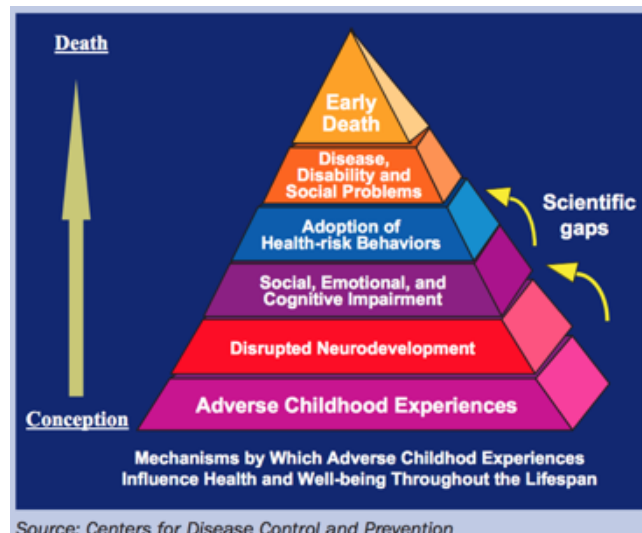 Death
Early
Death
Disease,
Disability and
Social Problems
Scientific
gaps
Adoption of
Health-risk Behaviors
Social, Emotional, and
Cognitive Impairment
Disrupted Neurodevelopment
Adverse Childhood Experiences
Conception
Mechanisms by Which Adverse Childhod Experiences
Influence Health and Well-being Throughout the Lifespan
Source: Centers for Disease Control and Prevention